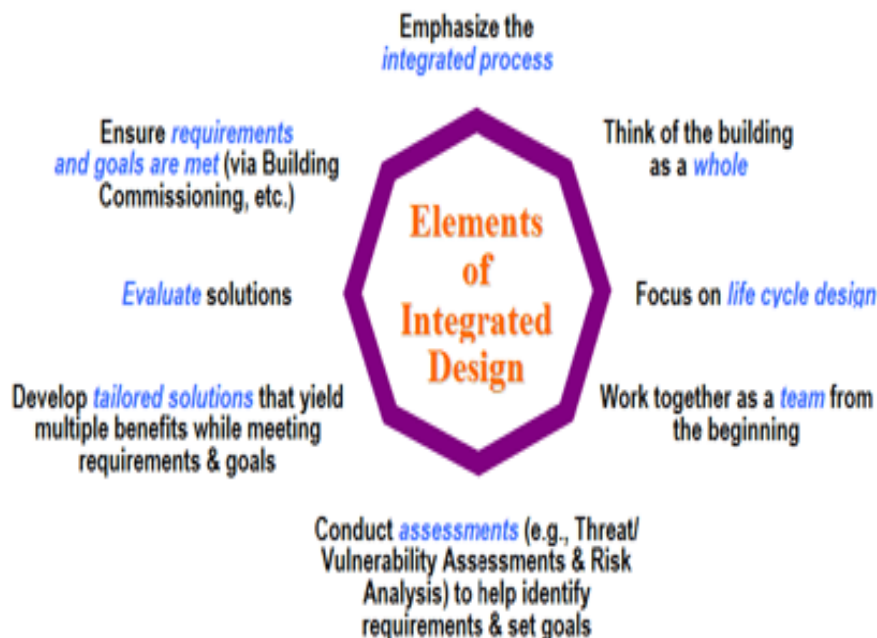 Emphasize the
integrated process
Think of the building
as a whole
Focus on life cycle design
Work together as a team from
the beginning
Conduct assessments (e.g., Threat/
Vulnerability Assessments & Risk
Analysis) to help identify
requirements & set goals
Develop tailored solutions that yield
multiple benefits while meeting
requirements & goals
Evaluate solutions
Ensure requirements
and goals are met (via Building
Commissioning, etc.)
Elements
of
Integrated
Design